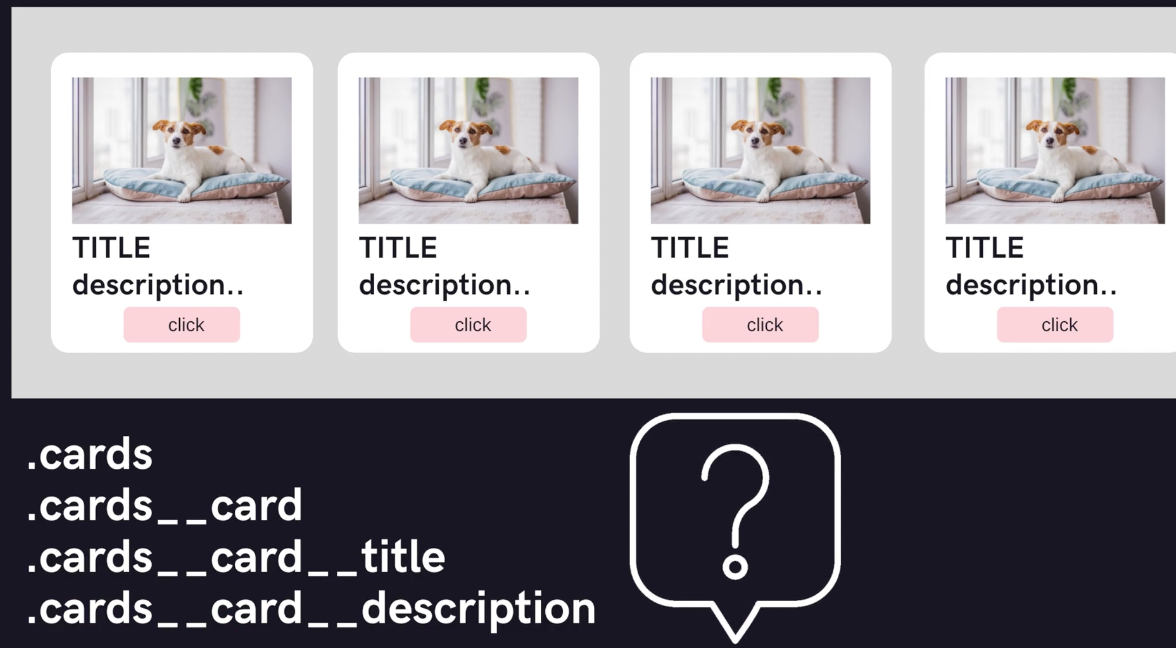 TITLE
description..
click
TITLE
description..
click
TITLE
description..
click
TITLE
description..
click
.cards
.cards__card
.cards__card__title
.cards__card__description
?